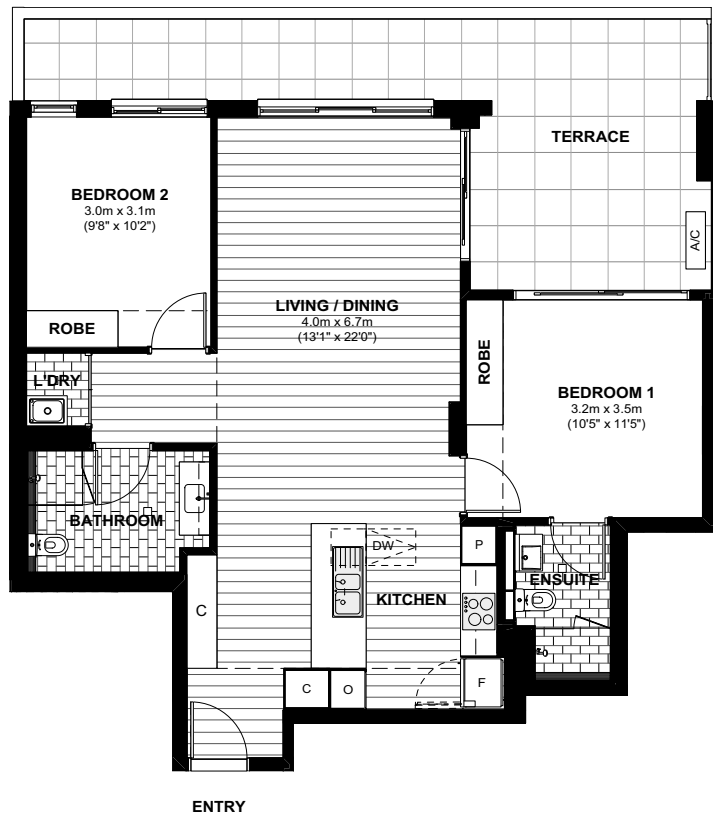 TERRACE
BEDROOM 2
3.0m x 3.1m
(9'8" x 10'2")
A/C
LIVING / DINING
4.0m x 6.7m
(13'1" x 22'0")
ROBE
ROBE
L'DRY
BEDROOM 1
3.2m x 3.5m
(10'5" x 11'5")
BATHROOM
DW
P
ENSUITE
KITCHEN
C
C
O
F
ENTRY